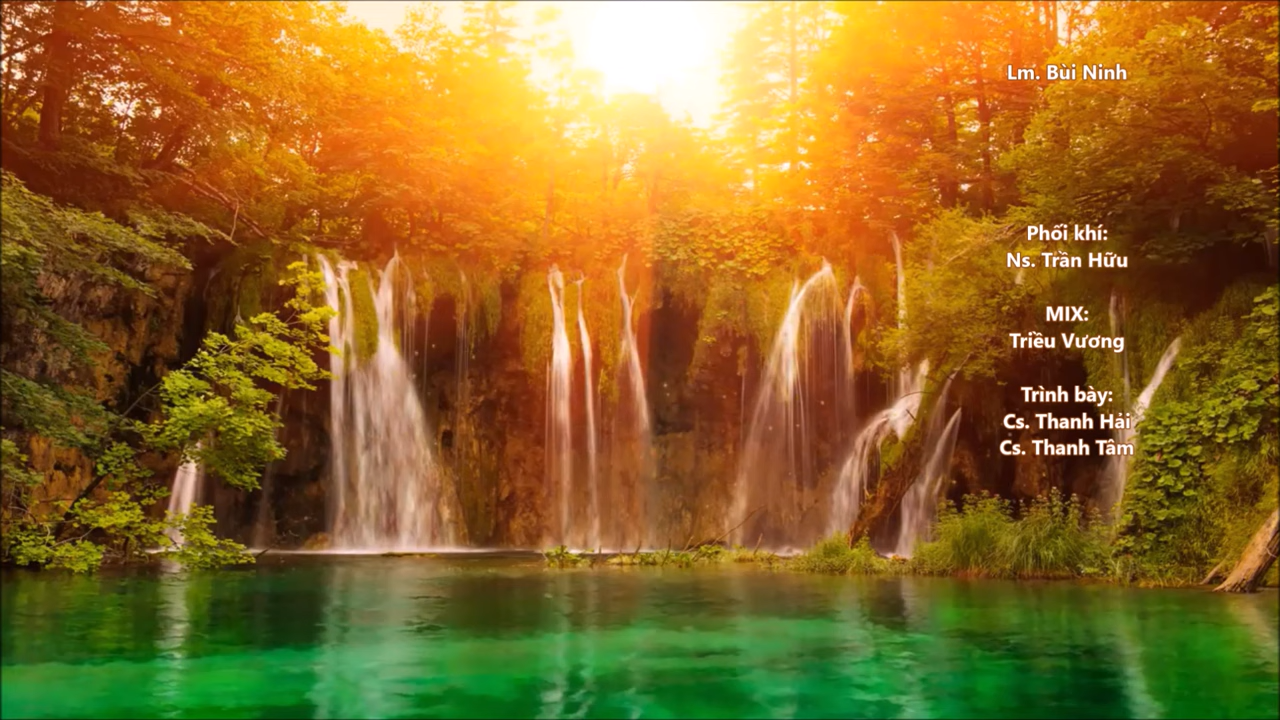 Lm. Bùi Ninh
Phối khí:
Ns. Trần Hữu
MIX:
Triều Vương
Trình bày:
Cs. Thanh Hải
Cs. Thanh Tâm